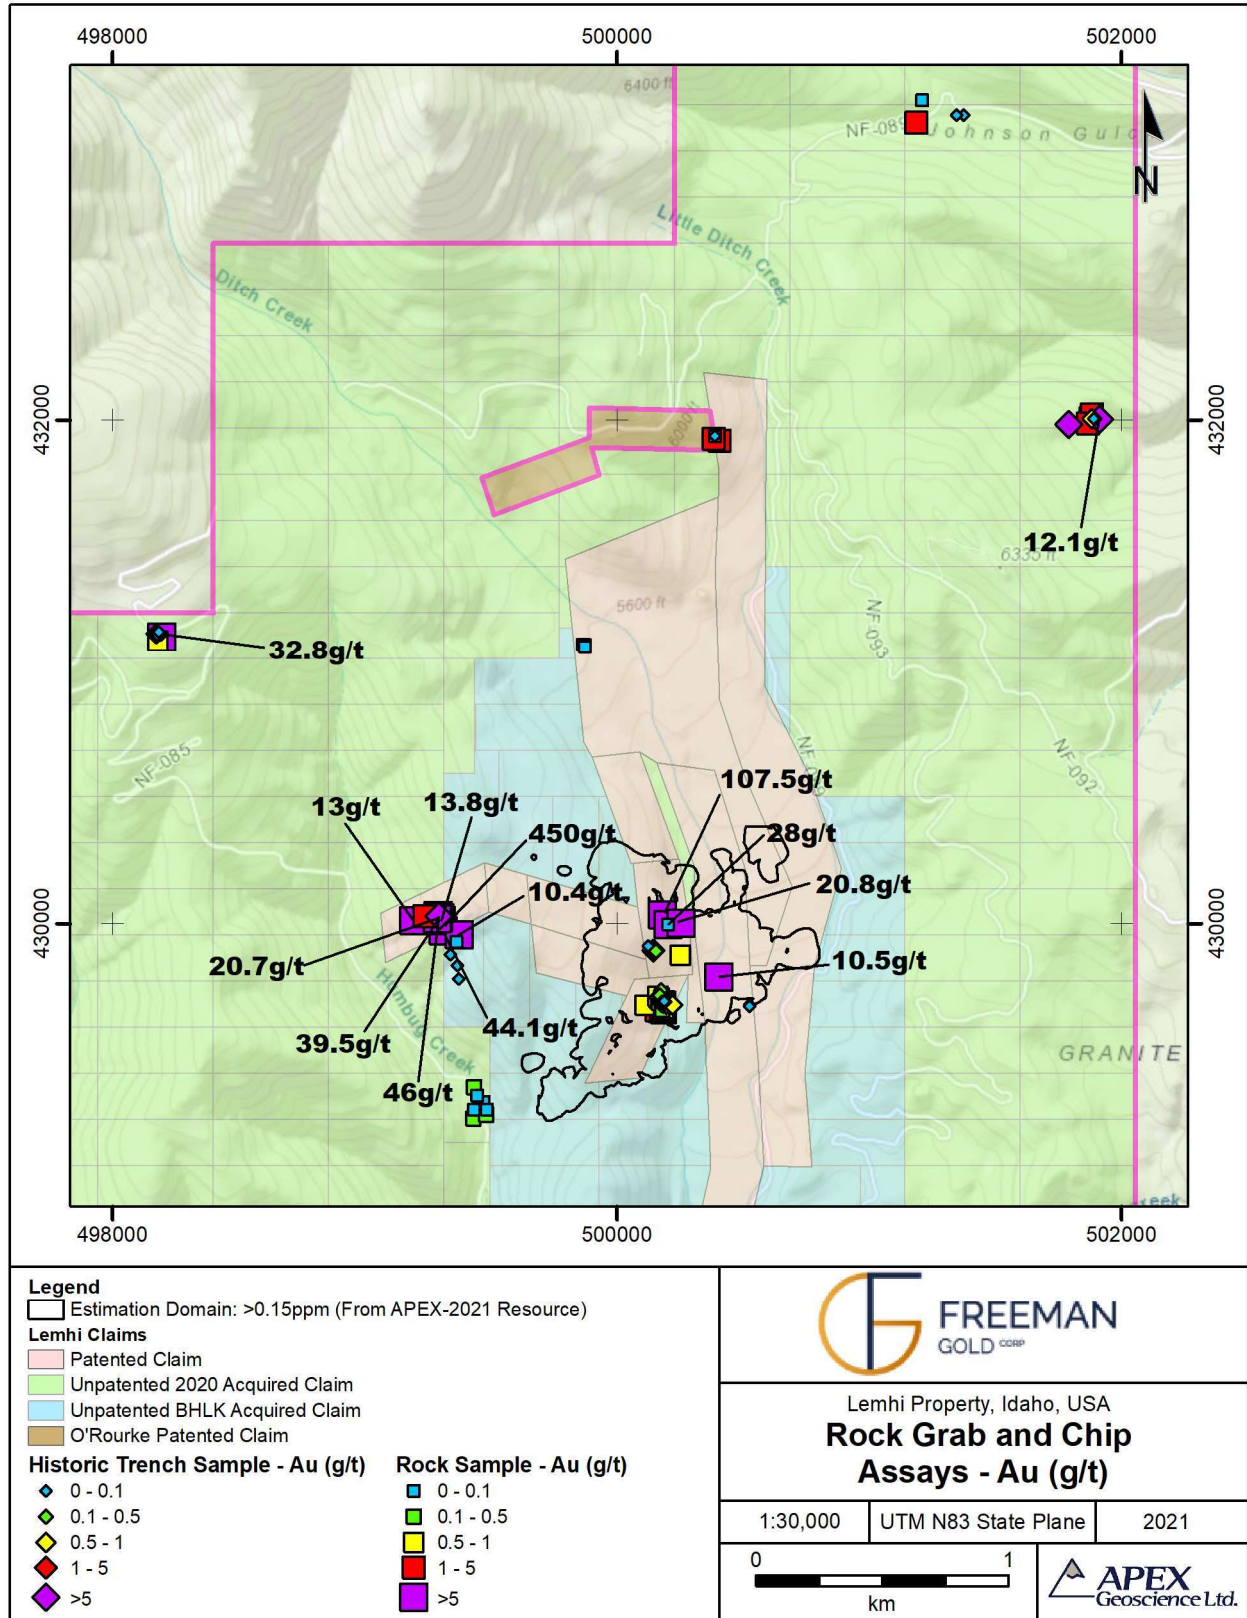 498000
500000
502000
6400 ft
NF-089
Johnson Gulc
N
Little Ditch Creek
Ditch Creek
432000
432000
6000 ft
12.1g/t
6335 ft
5600 ft
NF-093
32.8g/t
NF-085
NF-092
107.5g/t
13g/t
13.8g/t
450g/t
28g/t
10.4g/t
20.8g/t
430000
430000
20.7g/t
10.5g/t
Humbug Creek
44.1g/t
39.5g/t
GRANITE
46g/t
reek
498000
500000
502000
Legend
Estimation Domain: >0.15ppm (From APEX-2021 Resource)
Lemhi Claims
Patented Claim
Unpatented 2020 Acquired Claim
Unpatented BHLK Acquired Claim
O'Rourke Patented Claim
Historic Trench Sample - Au (g/t)
0 - 0.1
0.1 - 0.5
0.5 - 1
1 - 5
>5
Rock Sample - Au (g/t)
0 - 0.1
0.1 - 0.5
0.5 - 1
1 - 5
>5
FREEMAN
GOLD CORP
Lemhi Property, Idaho, USA
Rock Grab and Chip
Assays - Au (g/t)
1:30,000
UTM N83 State Plane
2021
0 1
km
APEX
Geoscience Ltd.